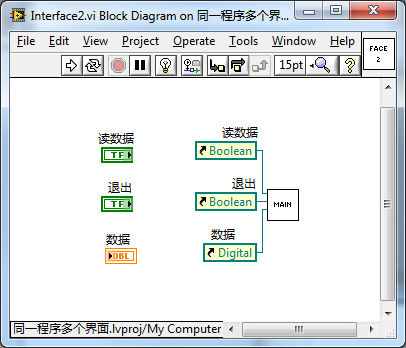 Interface2.vi Block Diagram on 同一程序多个界面...
File Edit View Project Operate Tools Window Help
FACE
2
15pt
读数据
TF
退出
TF
数据
DBL
读数据
Boolean
退出
Boolean
数据
Digital
MAIN
同一程序多个界面.lvproj/My Computer